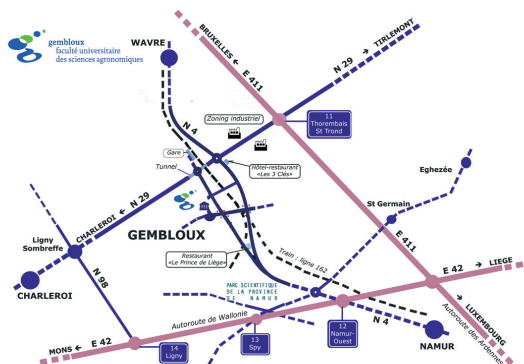 gembloux
faculté universitaire
des sciences agronomiques
WAVRE
BRUXELLES ← E 411
N 29 → TIRLEMONT
Zoning industriel
11
Thorembais
St Trond
N 4
Gare
Tunnel
Hôtel-restaurant
«Les 3 Clés»
Eghezée
CHARLEROI ← N 29
St Germain
GEMBLOUX
Ligny
Sombreffe
Restaurant
«Le Prince de Liège»
Train : ligne 162
E 411
E 42 → LIEGE
N 98
CHARLEROI
PARC SCIENTIFIQUE
DE LA PROVINCE
DE NAMUR
→ LUXEMBOURG
Autoroute des Ardennes
Autoroute de Wallonie
N 4
NAMUR
12
Namur-
Ouest
13
Spy
14
Ligny
MONS ← E 42